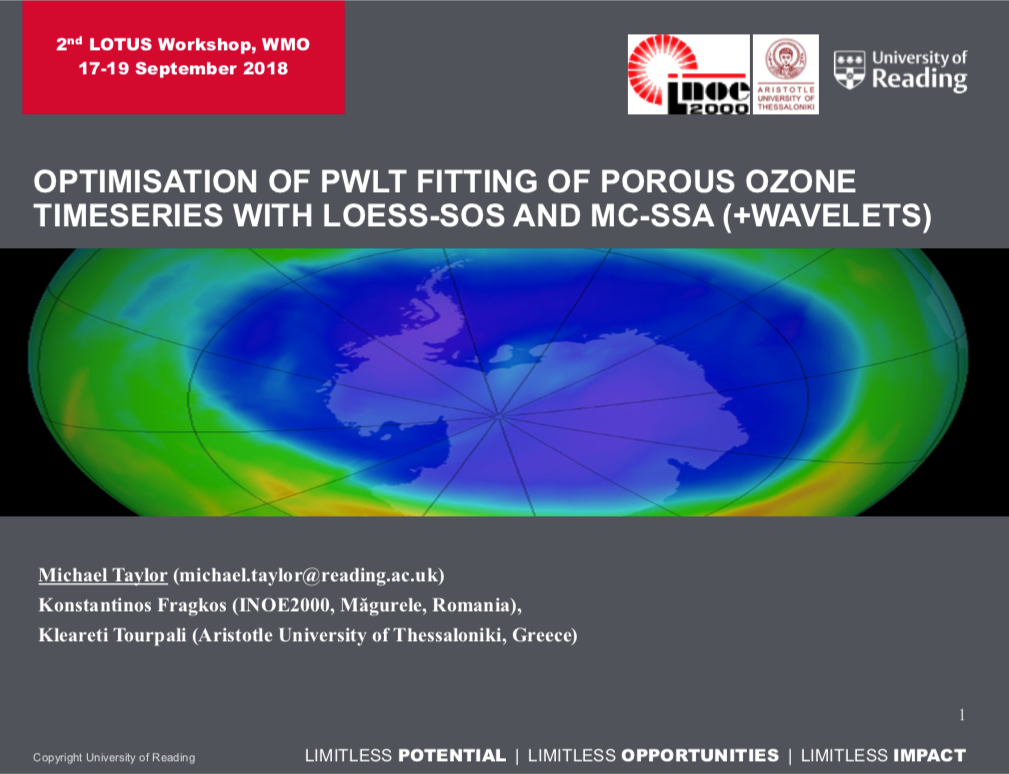 2nd LOTUS Workshop, WMO
17-19 September 2018
inoe
2000
ARISTOTLE
UNIVERSITY OF
THESSALONIKI
University of
Reading
OPTIMISATION OF PWLT FITTING OF POROUS OZONE
TIMESERIES WITH LOESS-SOS AND MC-SSA (+WAVELETS)
Michael Taylor (michael.taylor@reading.ac.uk)
Konstantinos Fragkos (INOE2000, Măgurele, Romania),
Kleareti Tourpali (Aristotle University of Thessaloniki, Greece)
1
Copyright University of Reading
LIMITLESS POTENTIAL | LIMITLESS OPPORTUNITIES | LIMITLESS IMPACT